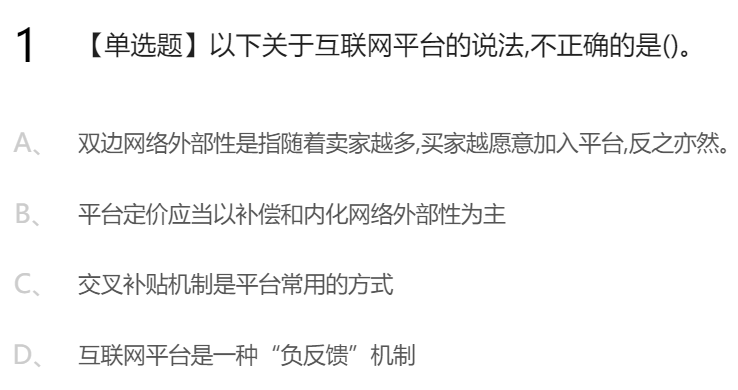 1 【单选题】以下关于互联网平台的说法,不正确的是()。
A、 双边网络外部性是指随着卖家越多,买家越愿意加入平台,反之亦然。
B、 平台定价应当以补偿和内化网络外部性为主
C、 交叉补贴机制是平台常用的方式
D、 互联网平台是一种“负反馈”机制